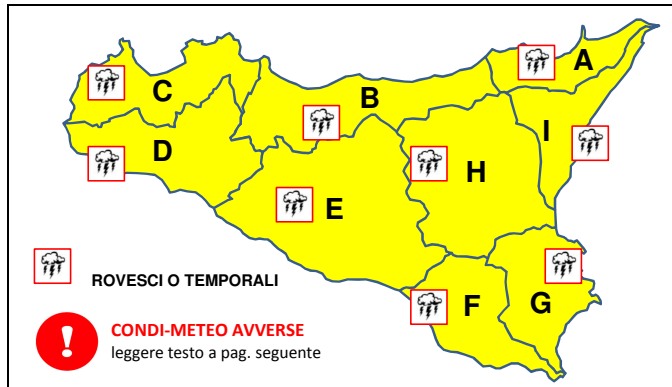 A
C
B
I
D
H
E
ROVESCI O TEMPORALI
F
G
CONDI-METEO AVVERSE
leggere testo a pag. seguente
!